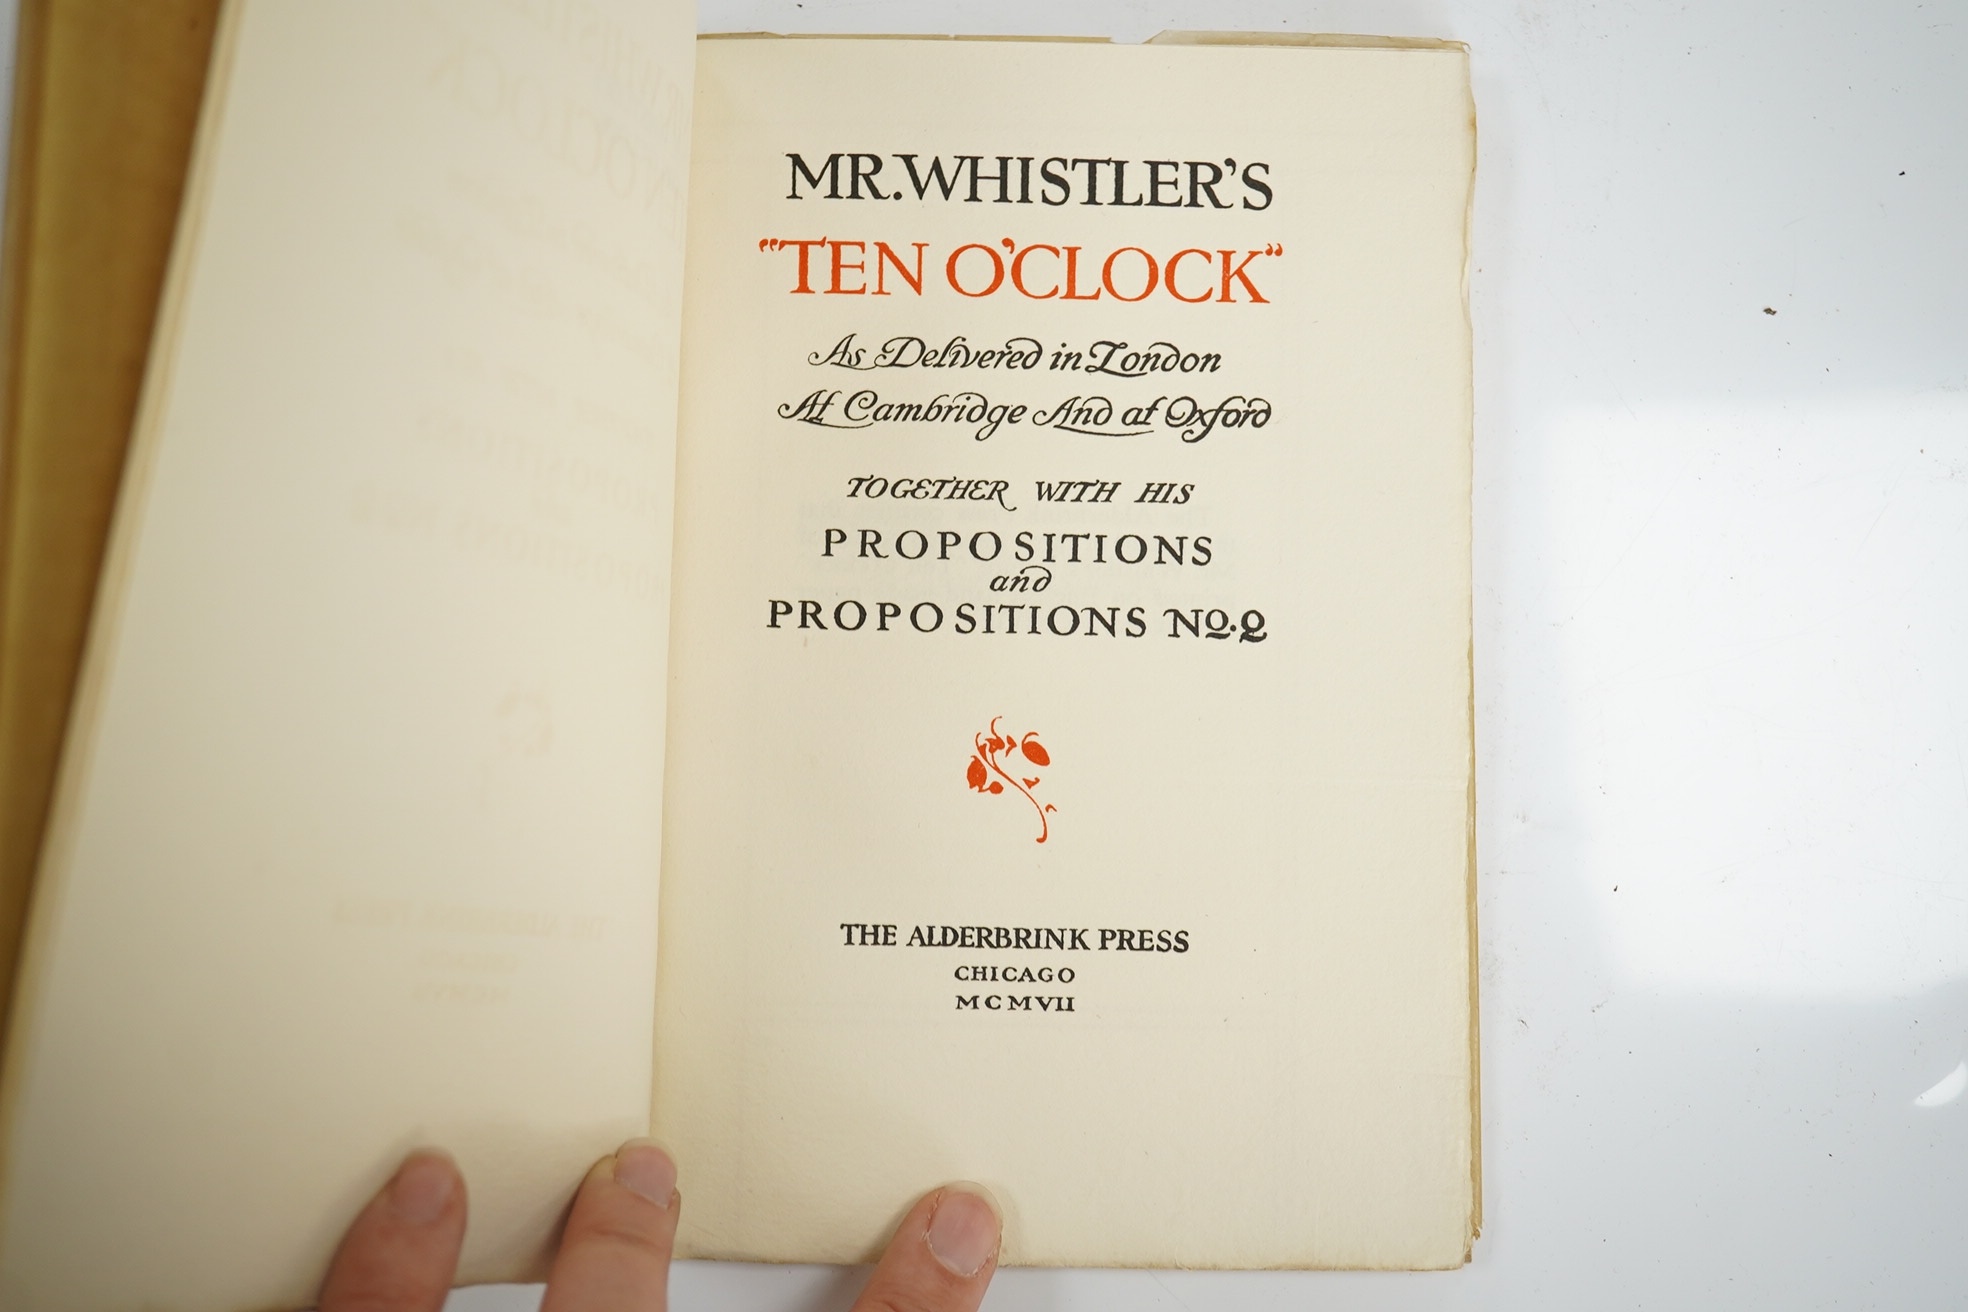 MR. WHISTLER'S
"TEN O'CLOCK"
As Delivered in London
At Cambridge And at Oxford
TOGETHER WITH HIS
PROPOSITIONS
and
PROPOSITIONS No. 2
THE ALDERBRINK PRESS
CHICAGO
MCMVII